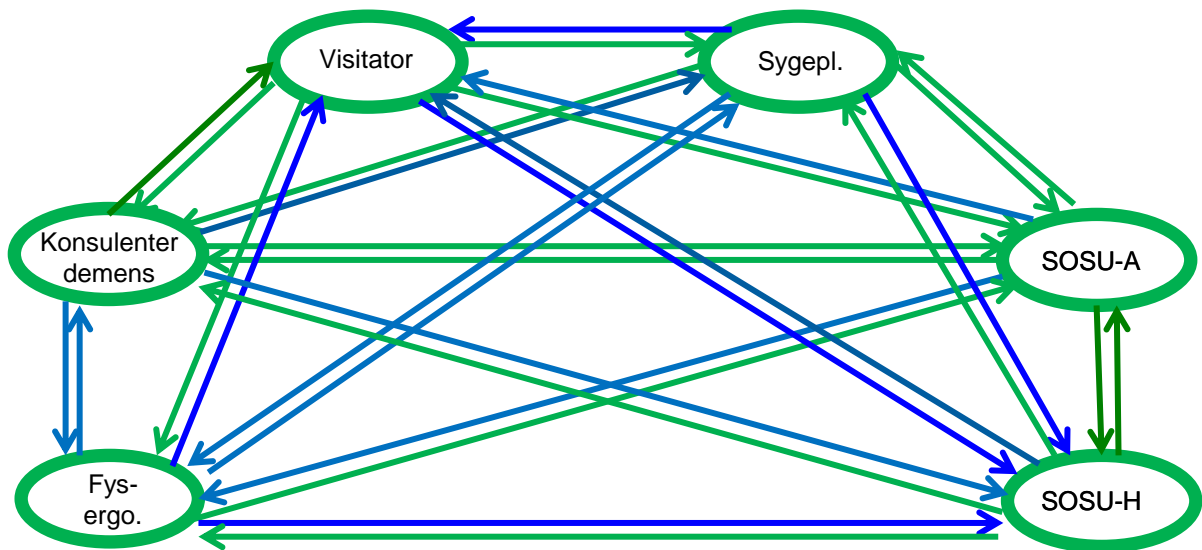 Visitator
Sygepl.
Konsulenter
demens
SOSU-A
Fys-
ergo.
SOSU-H